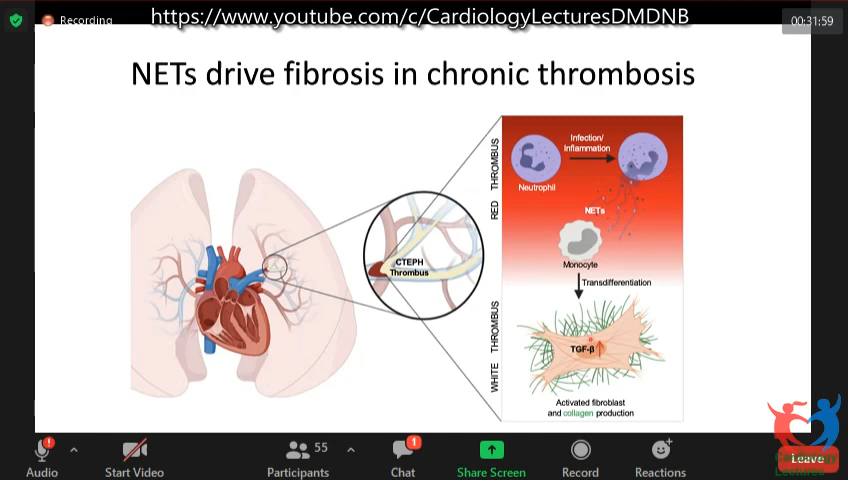 https://www.youtube.com/c/CardiologyLecturesDMDNB
Recording
00:31:59
NETs drive fibrosis in chronic thrombosis
RED THROMBUS
Infection/
Inflammation
Neutrophil
NETs
Monocyte
CTEPH
Thrombus
Transdifferentiation
WHITE THROMBUS
TGF-β
Activated fibroblast
and collagen production
Audio
Start Video
Participants
55
Chat
1
Share Screen
Record
Reactions
Leave
Cardiology
Lectures